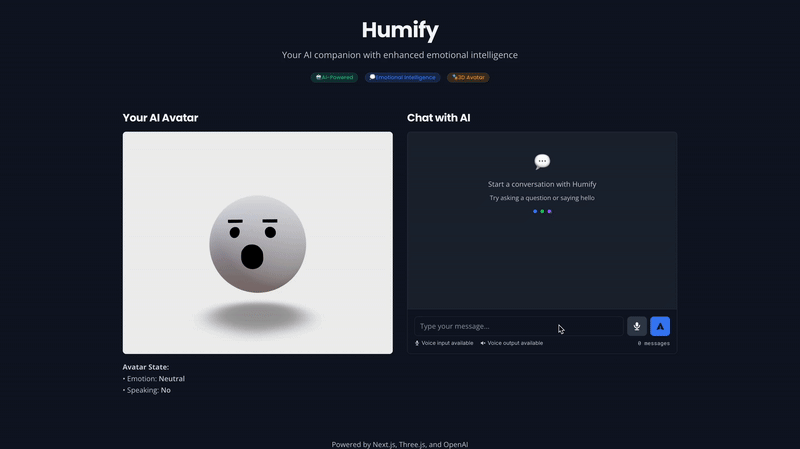 Humify
Your AI companion with enhanced emotional intelligence
AI-Powered
Emotional Intelligence
3D Avatar
Your AI Avatar
Avatar State:
• Emotion: Neutral
• Speaking: No
Chat with AI
Start a conversation with Humify
Try asking a question or saying hello
Type your message...
Voice input available
Voice output available
0 messages
Powered by Next.js, Three.js, and OpenAI